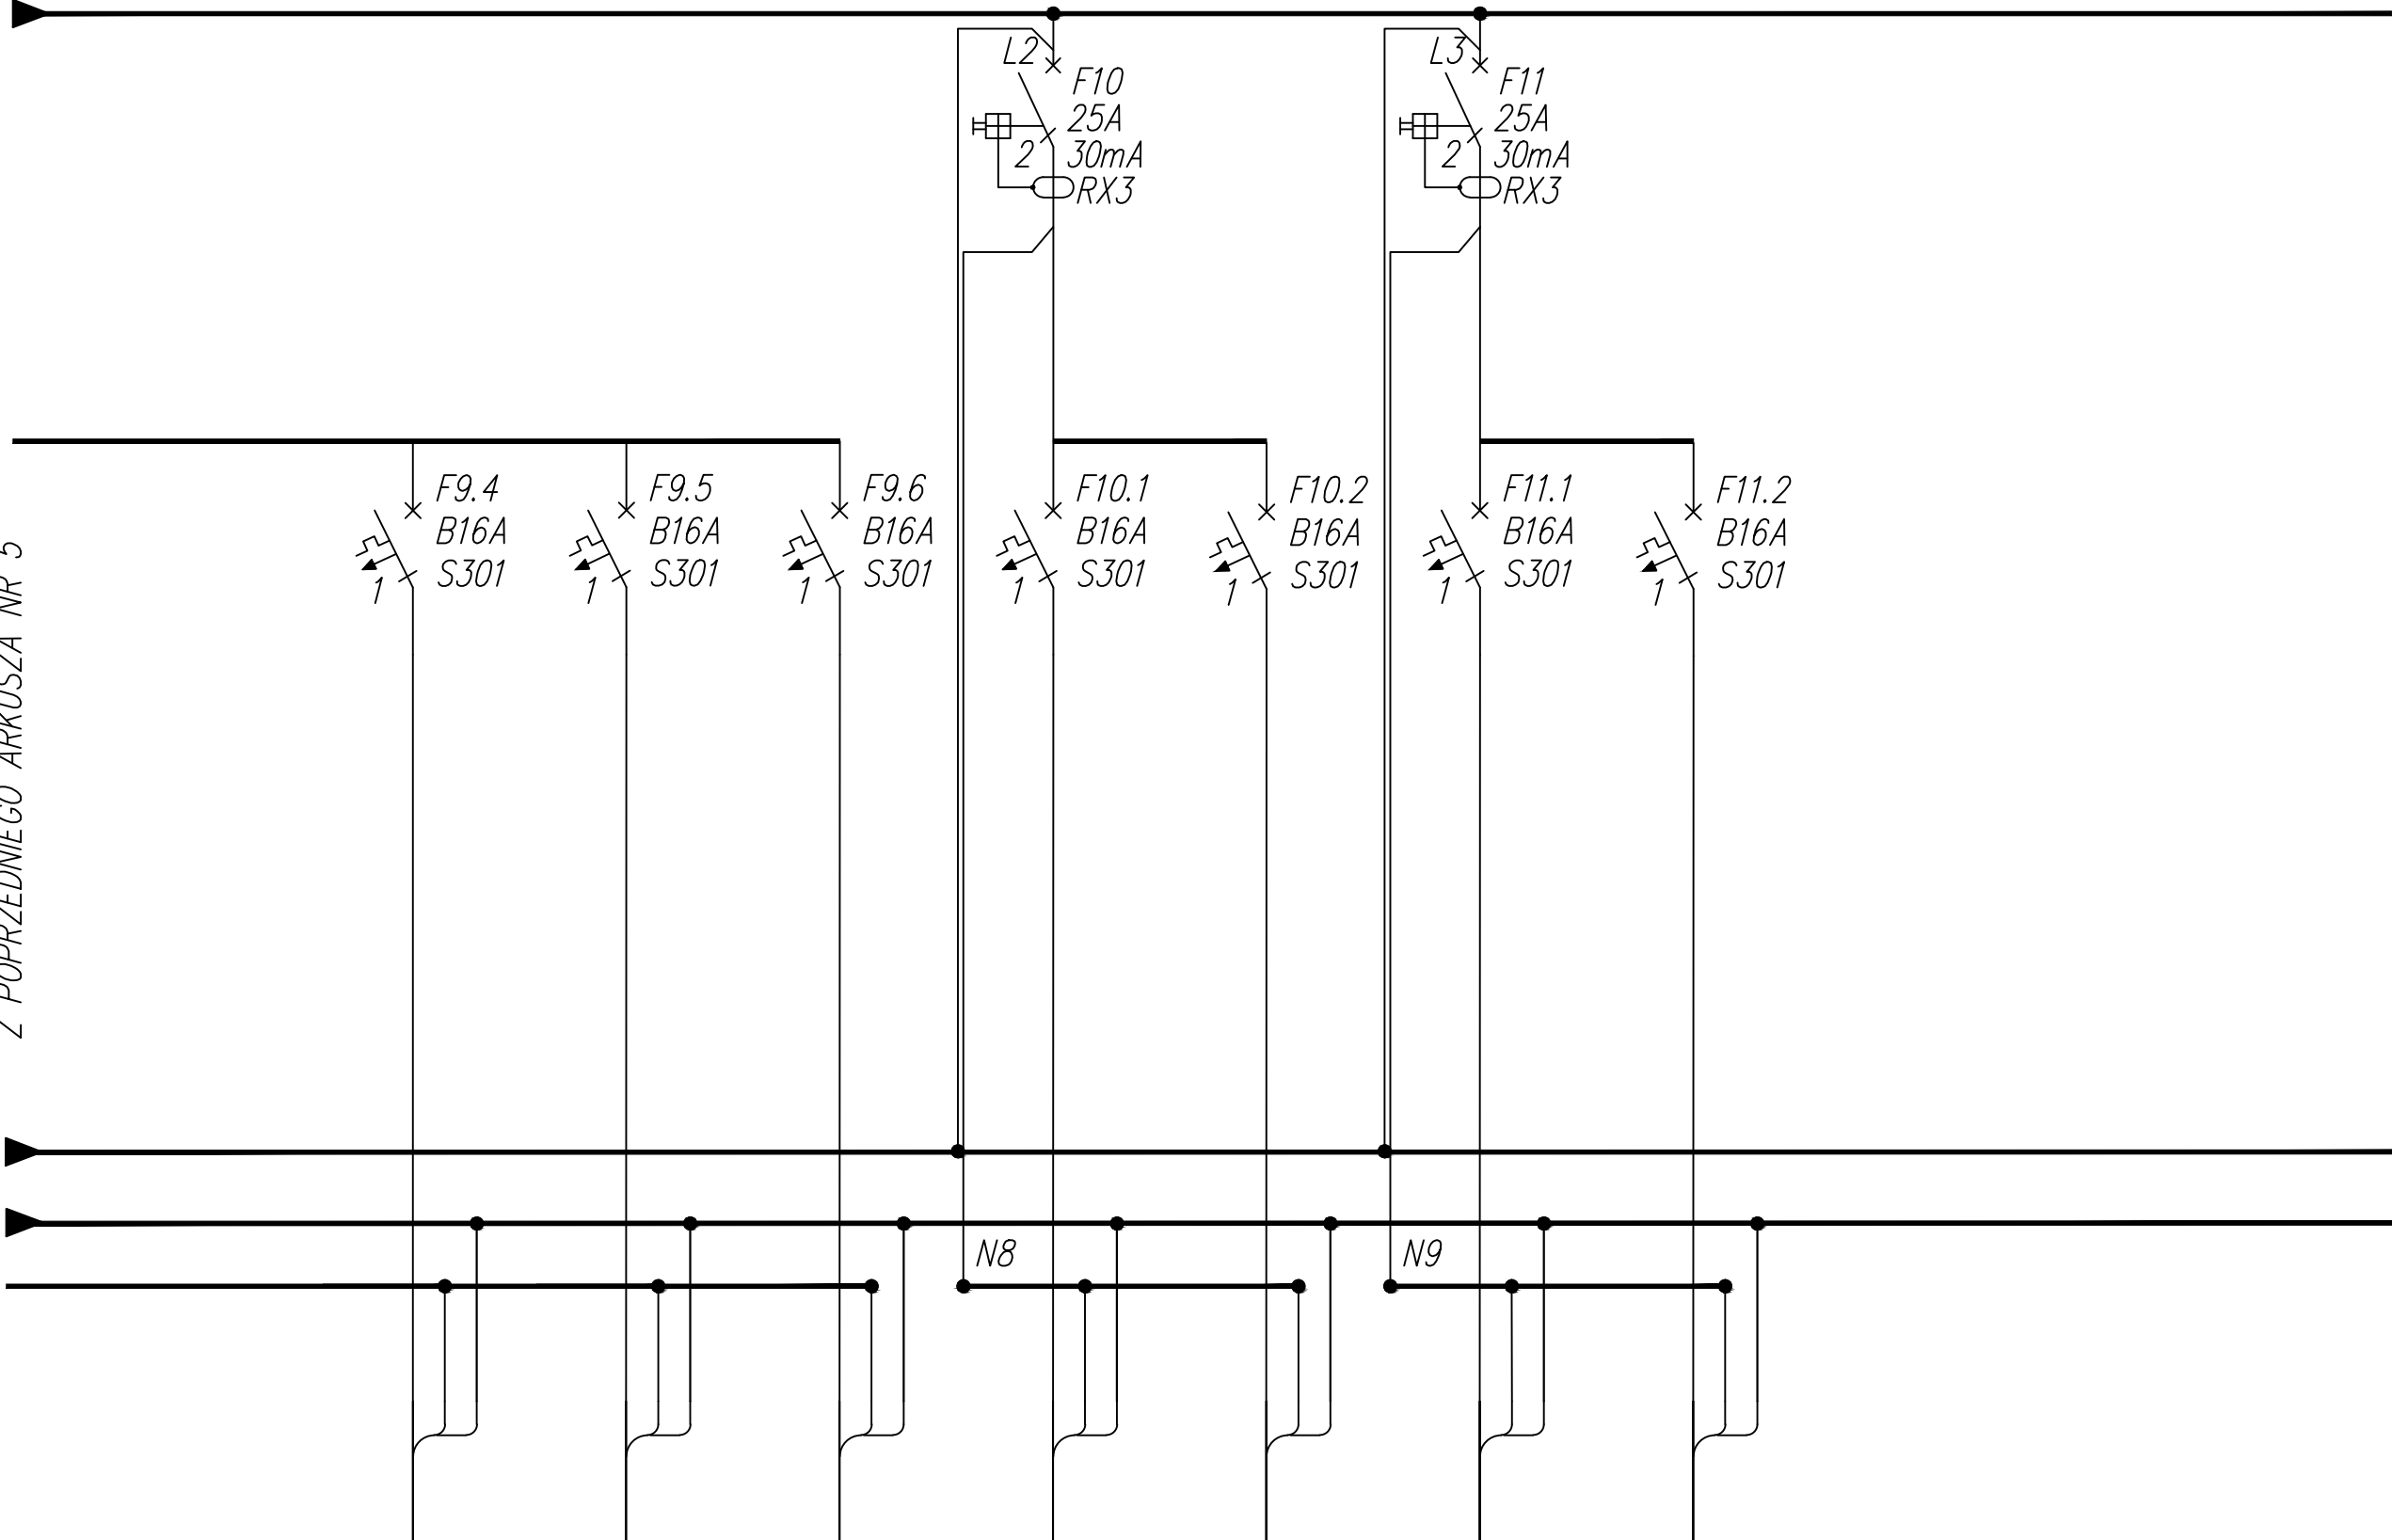 L2
F10
25A
30mA
RX3
2
L3
F11
25A
30mA
RX3
2
F9.4
B16A
S301
1
F9.5
B16A
S301
1
F9.6
B16A
S301
1
F10.1
B16A
S301
1
F10.2
B16A
S301
1
F11.1
B16A
S301
1
F11.2
B16A
S301
1
Z POPRZEDNIEGO ARKUSZA NR 5
N8
N9